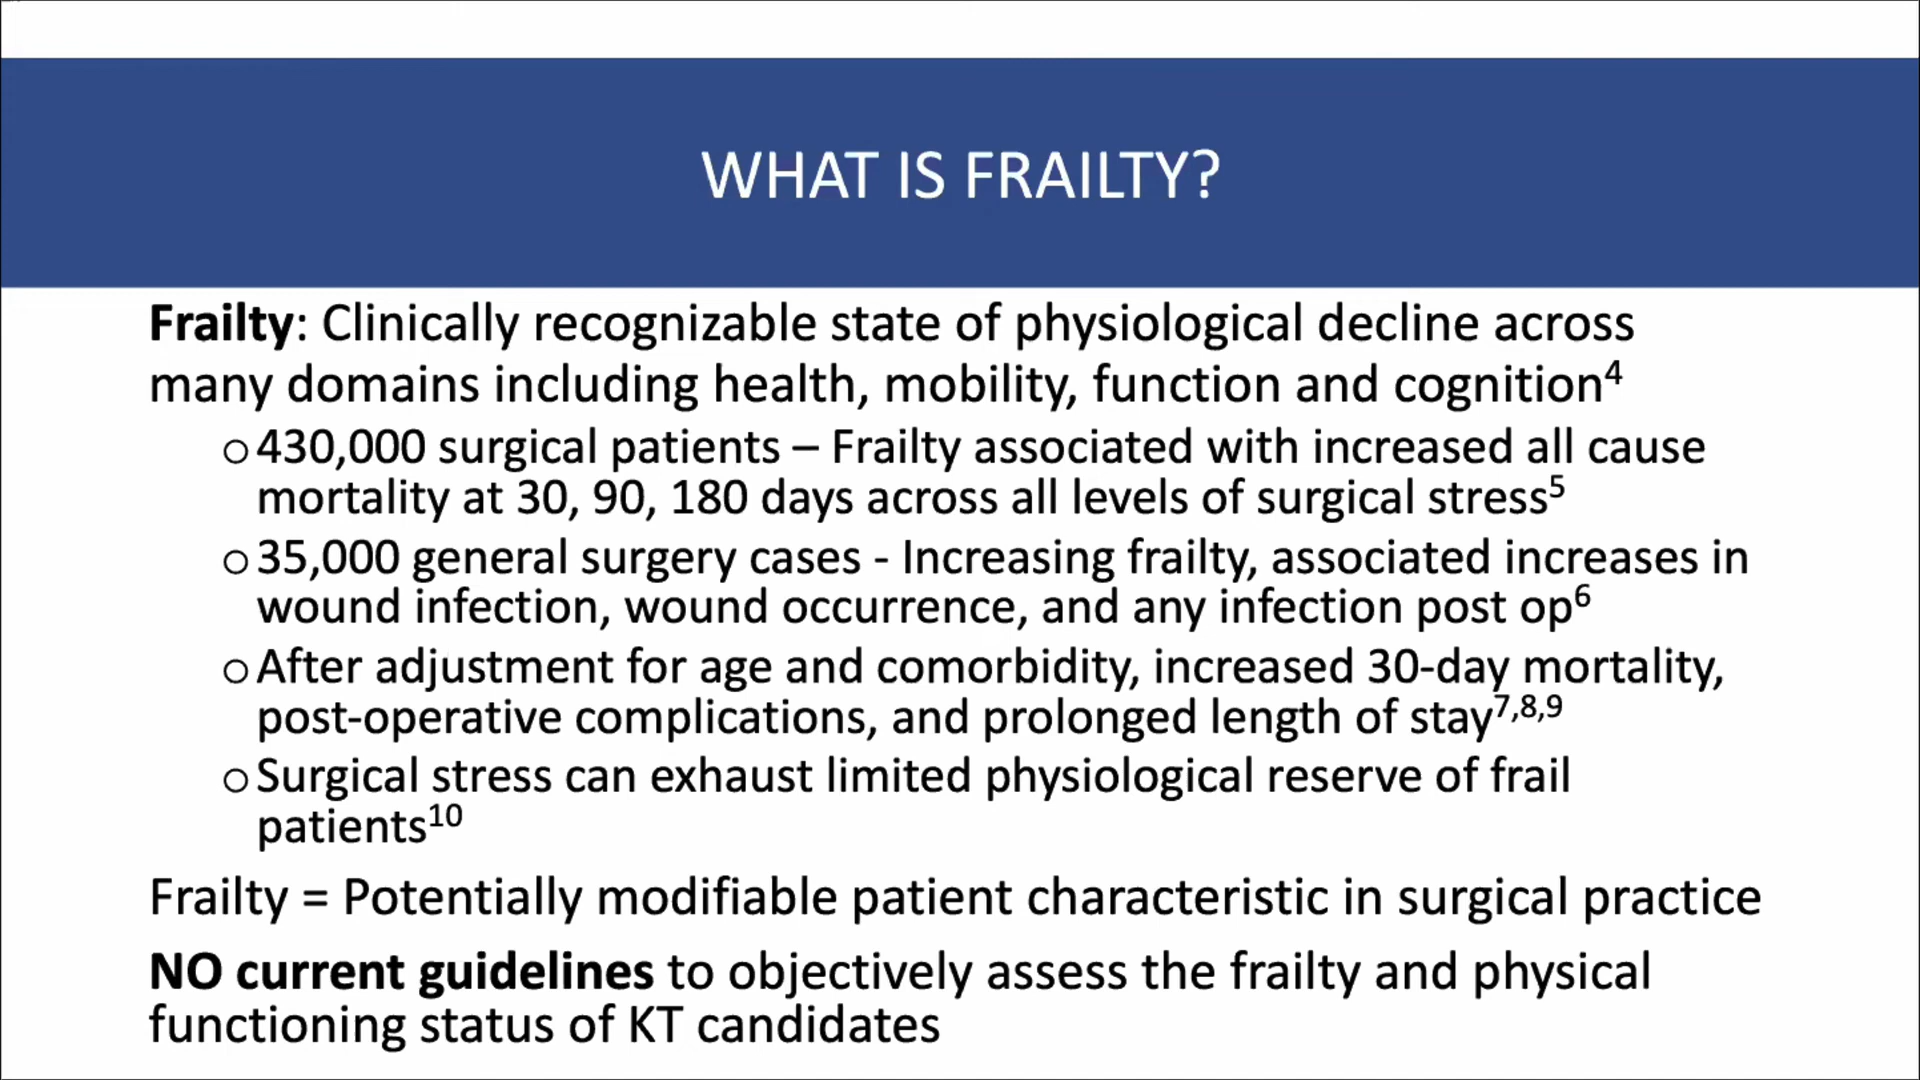 WHAT IS FRAILTY?
Frailty: Clinically recognizable state of physiological decline across
many domains including health, mobility, function and cognition⁴
○ 430,000 surgical patients – Frailty associated with increased all cause
mortality at 30, 90, 180 days across all levels of surgical stress⁵
○ 35,000 general surgery cases - Increasing frailty, associated increases in
wound infection, wound occurrence, and any infection post op⁶
○ After adjustment for age and comorbidity, increased 30-day mortality,
post-operative complications, and prolonged length of stay⁷,⁸,⁹
○ Surgical stress can exhaust limited physiological reserve of frail
patients¹⁰
Frailty = Potentially modifiable patient characteristic in surgical practice
NO current guidelines to objectively assess the frailty and physical
functioning status of KT candidates